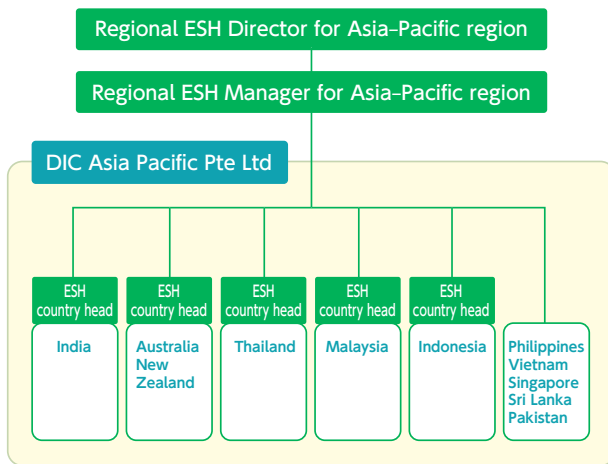 Regional ESH Director for Asia–Pacific region
Regional ESH Manager for Asia–Pacific region
DIC Asia Pacific Pte Ltd
ESH
country head
India
ESH
country head
Australia
New
Zealand
ESH
country head
Thailand
ESH
country head
Malaysia
ESH
country head
Indonesia
Philippines
Vietnam
Singapore
Sri Lanka
Pakistan